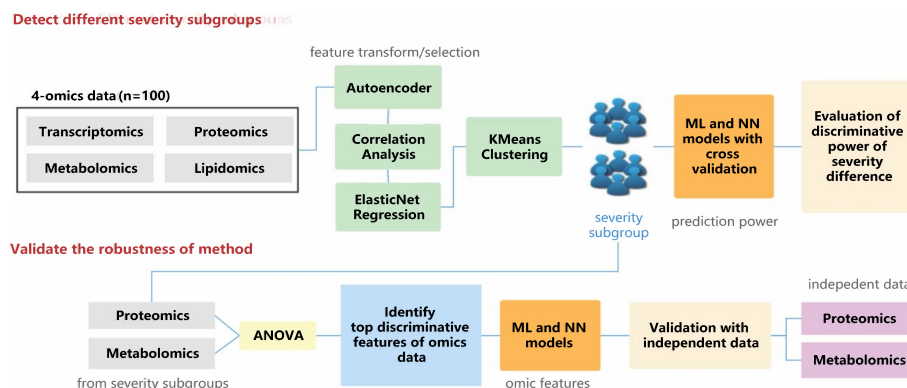 Detect different severity subgroups
feature transform/selection
4-omics data (n=100)
Transcriptomics
Proteomics
Metabolomics
Lipidomics
Autoencoder
Correlation
Analysis
ElasticNet
Regression
KMeans
Clustering
severity
subgroup
ML and NN
models with
cross
validation
prediction power
Evaluation of
discriminative
power of
severity
difference
Validate the robustness of method
Proteomics
Metabolomics
from severity subgroups
ANOVA
Identify
top discriminative
features of omics
data
ML and NN
models
omic features
Validation with
independent data
indepedent data
Proteomics
Metabolomics